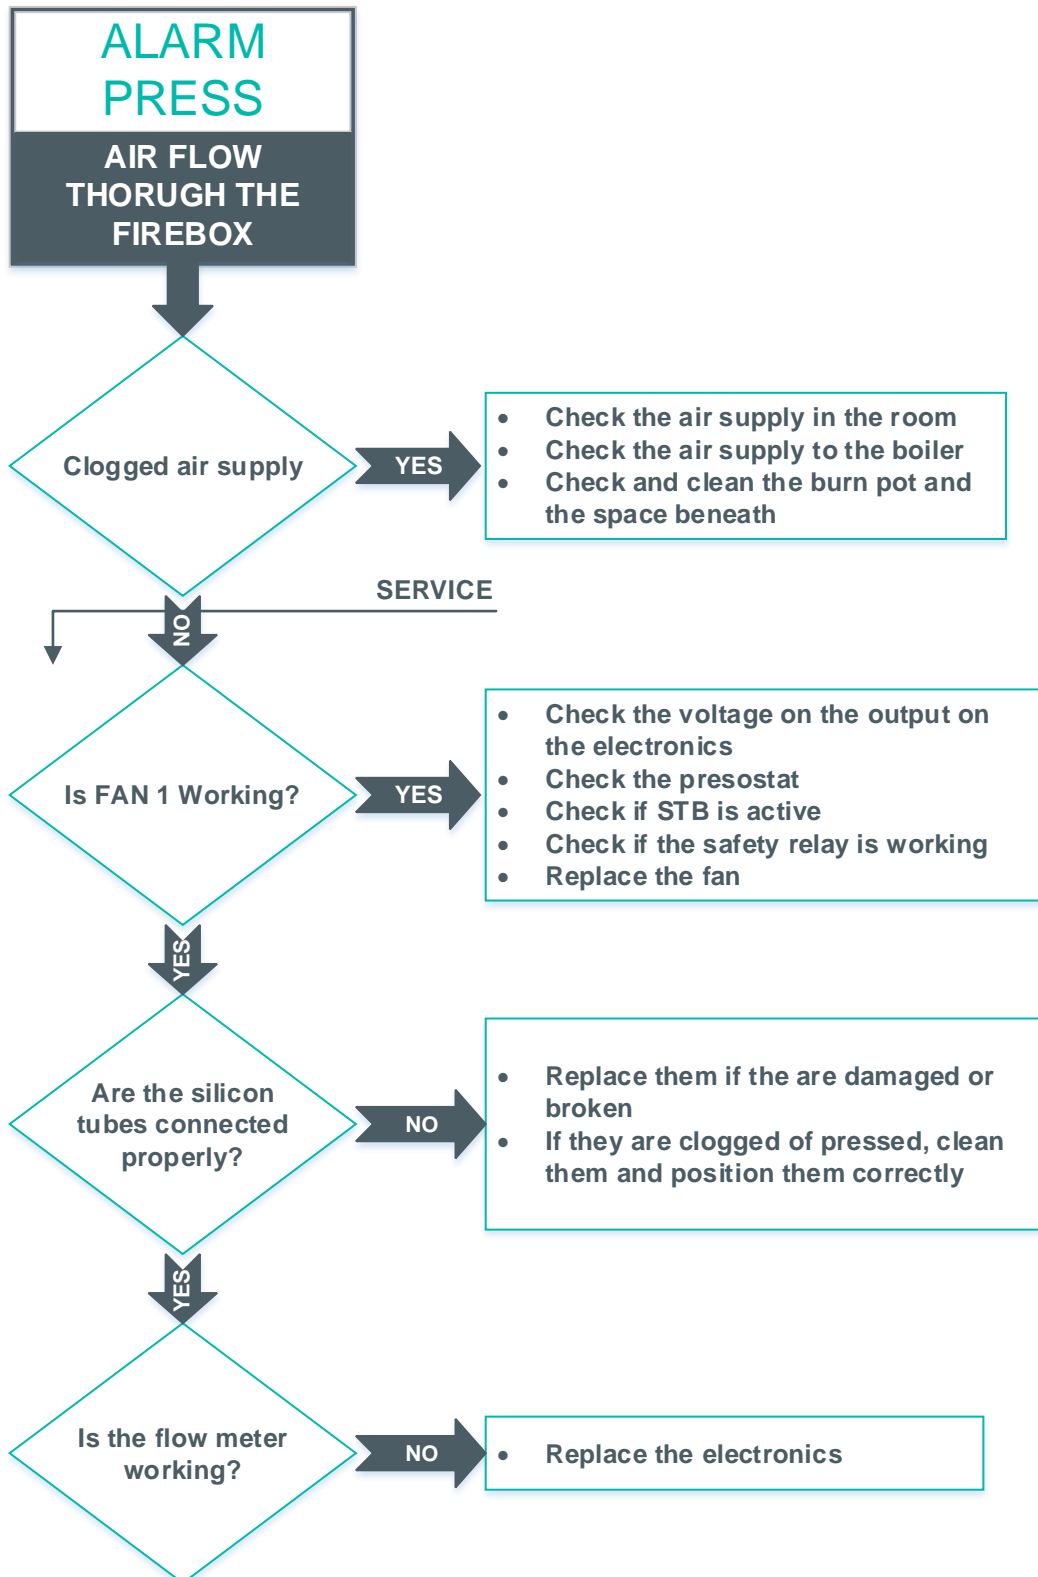 ALARM
PRESS
AIR FLOW
THORUGH THE
FIREBOX
Clogged air supply
YES
• Check the air supply in the room
• Check the air supply to the boiler
• Check and clean the burn pot and
the space beneath
SERVICE
NO
Is FAN 1 Working?
YES
• Check the voltage on the output on
the electronics
• Check the presostat
• Check if STB is active
• Check if the safety relay is working
• Replace the fan
YES
Are the silicon
tubes connected
properly?
NO
• Replace them if the are damaged or
broken
• If they are clogged of pressed, clean
them and position them correctly
YES
Is the flow meter
working?
NO
• Replace the electronics